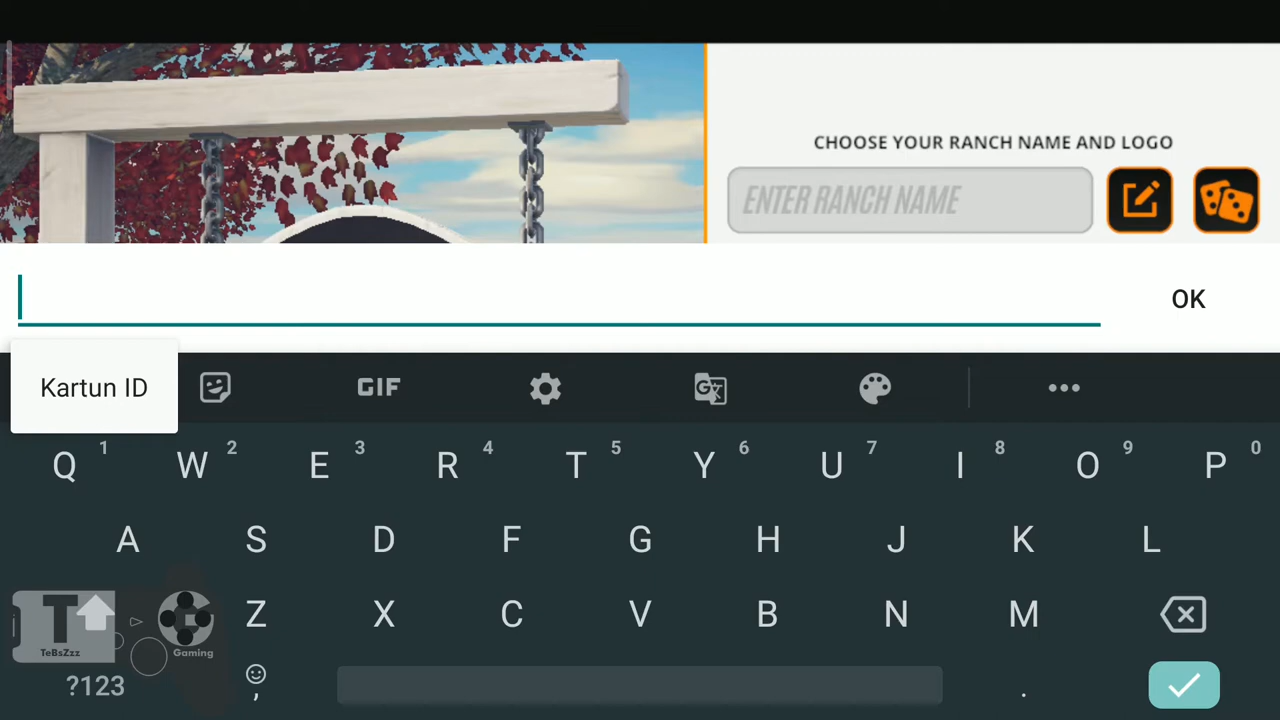 CHOOSE YOUR RANCH NAME AND LOGO
ENTER RANCH NAME
OK
Kartun ID
GIF
G
Q 1 W 2 E 3 R 4 T 5 Y 6 U 7 I 8 O 9 P 0
A S D F G H J K L
Z X C V B N M
T
TeBsZzz
Gaming
?123 , .